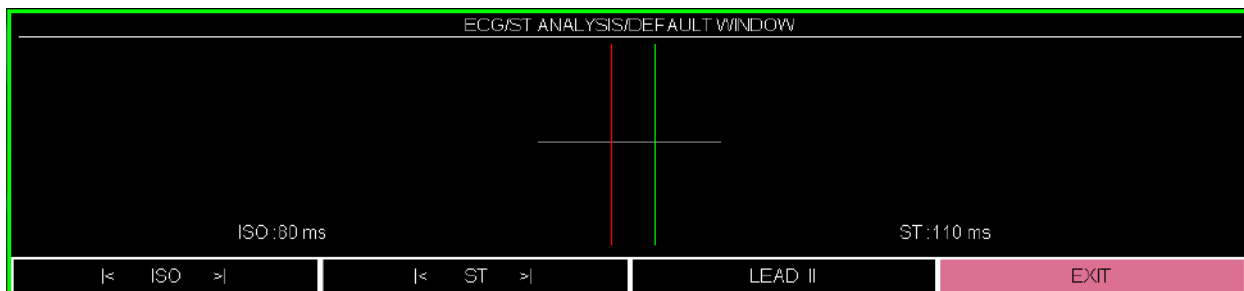 ECG/ST ANALYSIS/DEFAULT WINDOW
ISO :80 ms ST :110 ms
|< ISO >| |< ST >| LEAD II EXIT